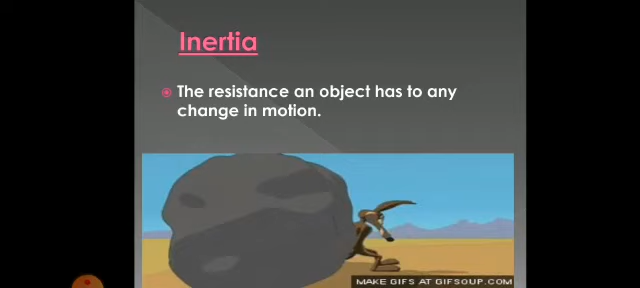 Inertia
The resistance an object has to any
change in motion.
MAKE GIFS AT GIFSOUP.COM